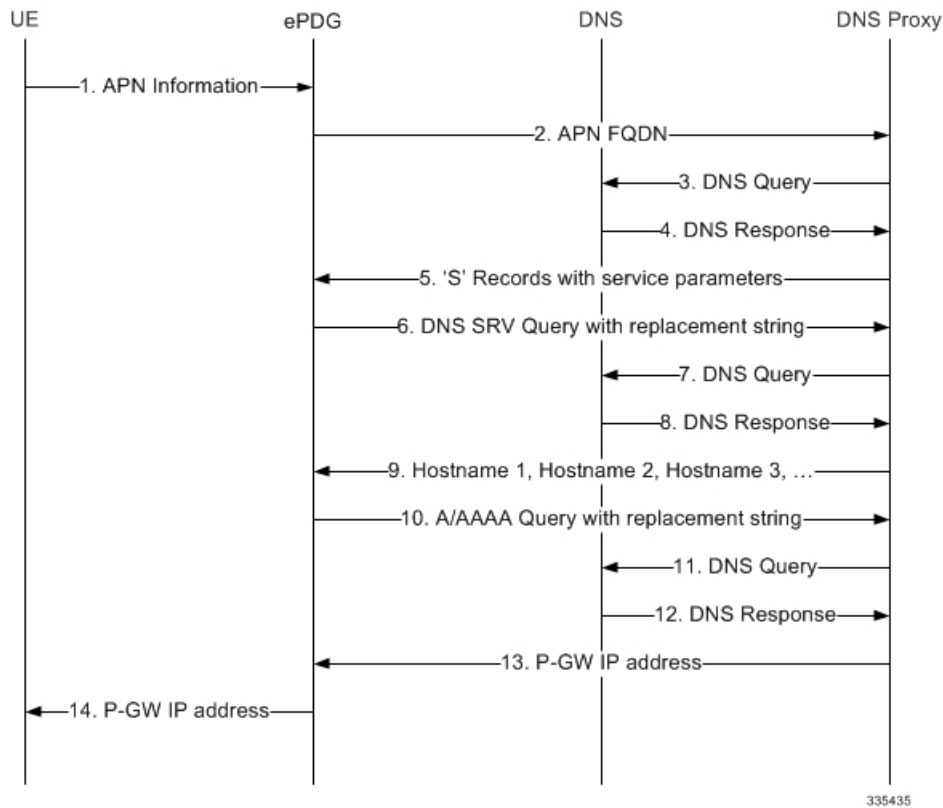 UE
ePDG
DNS
DNS Proxy
1. APN Information
2. APN FQDN
3. DNS Query
4. DNS Response
5. 'S' Records with service parameters
6. DNS SRV Query with replacement string
7. DNS Query
8. DNS Response
9. Hostname 1, Hostname 2, Hostname 3, …
10. A/AAAA Query with replacement string
11. DNS Query
12. DNS Response
13. P-GW IP address
14. P-GW IP address
335435